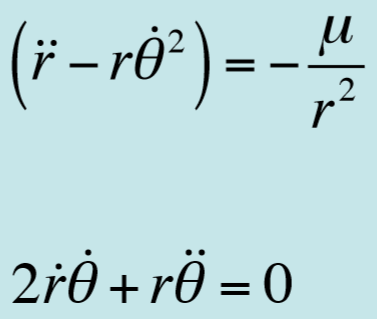 (r̈ − rθ̇²) = − μ/r²
2ṙθ̇ + rθ̈ = 0